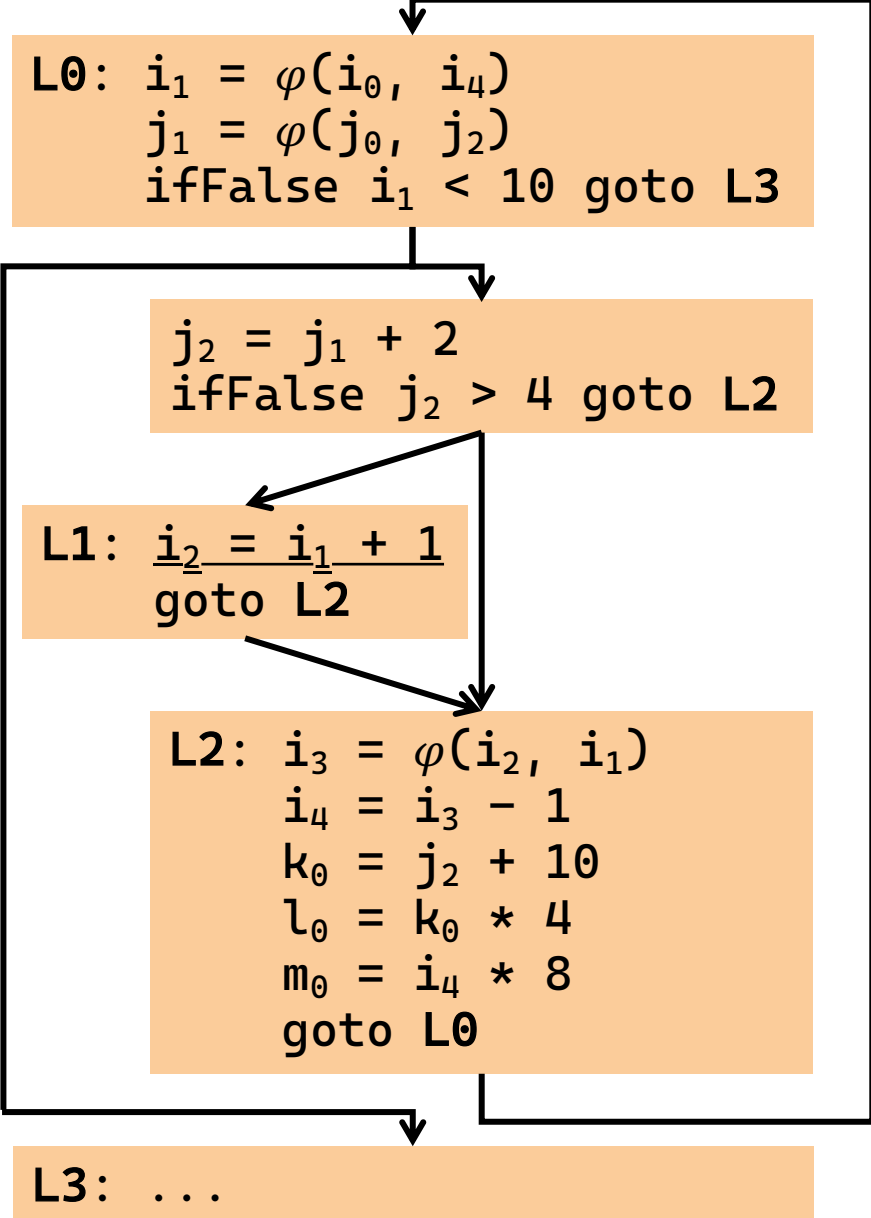 L0: i₁ = φ(i₀, i₄)
j₁ = φ(j₀, j₂)
ifFalse i₁ < 10 goto L3
j₂ = j₁ + 2
ifFalse j₂ > 4 goto L2
L1: i₂ = i₁ + 1
goto L2
L2: i₃ = φ(i₂, i₁)
i₄ = i₃ − 1
k₀ = j₂ + 10
l₀ = k₀ * 4
m₀ = i₄ * 8
goto L0
L3: ...